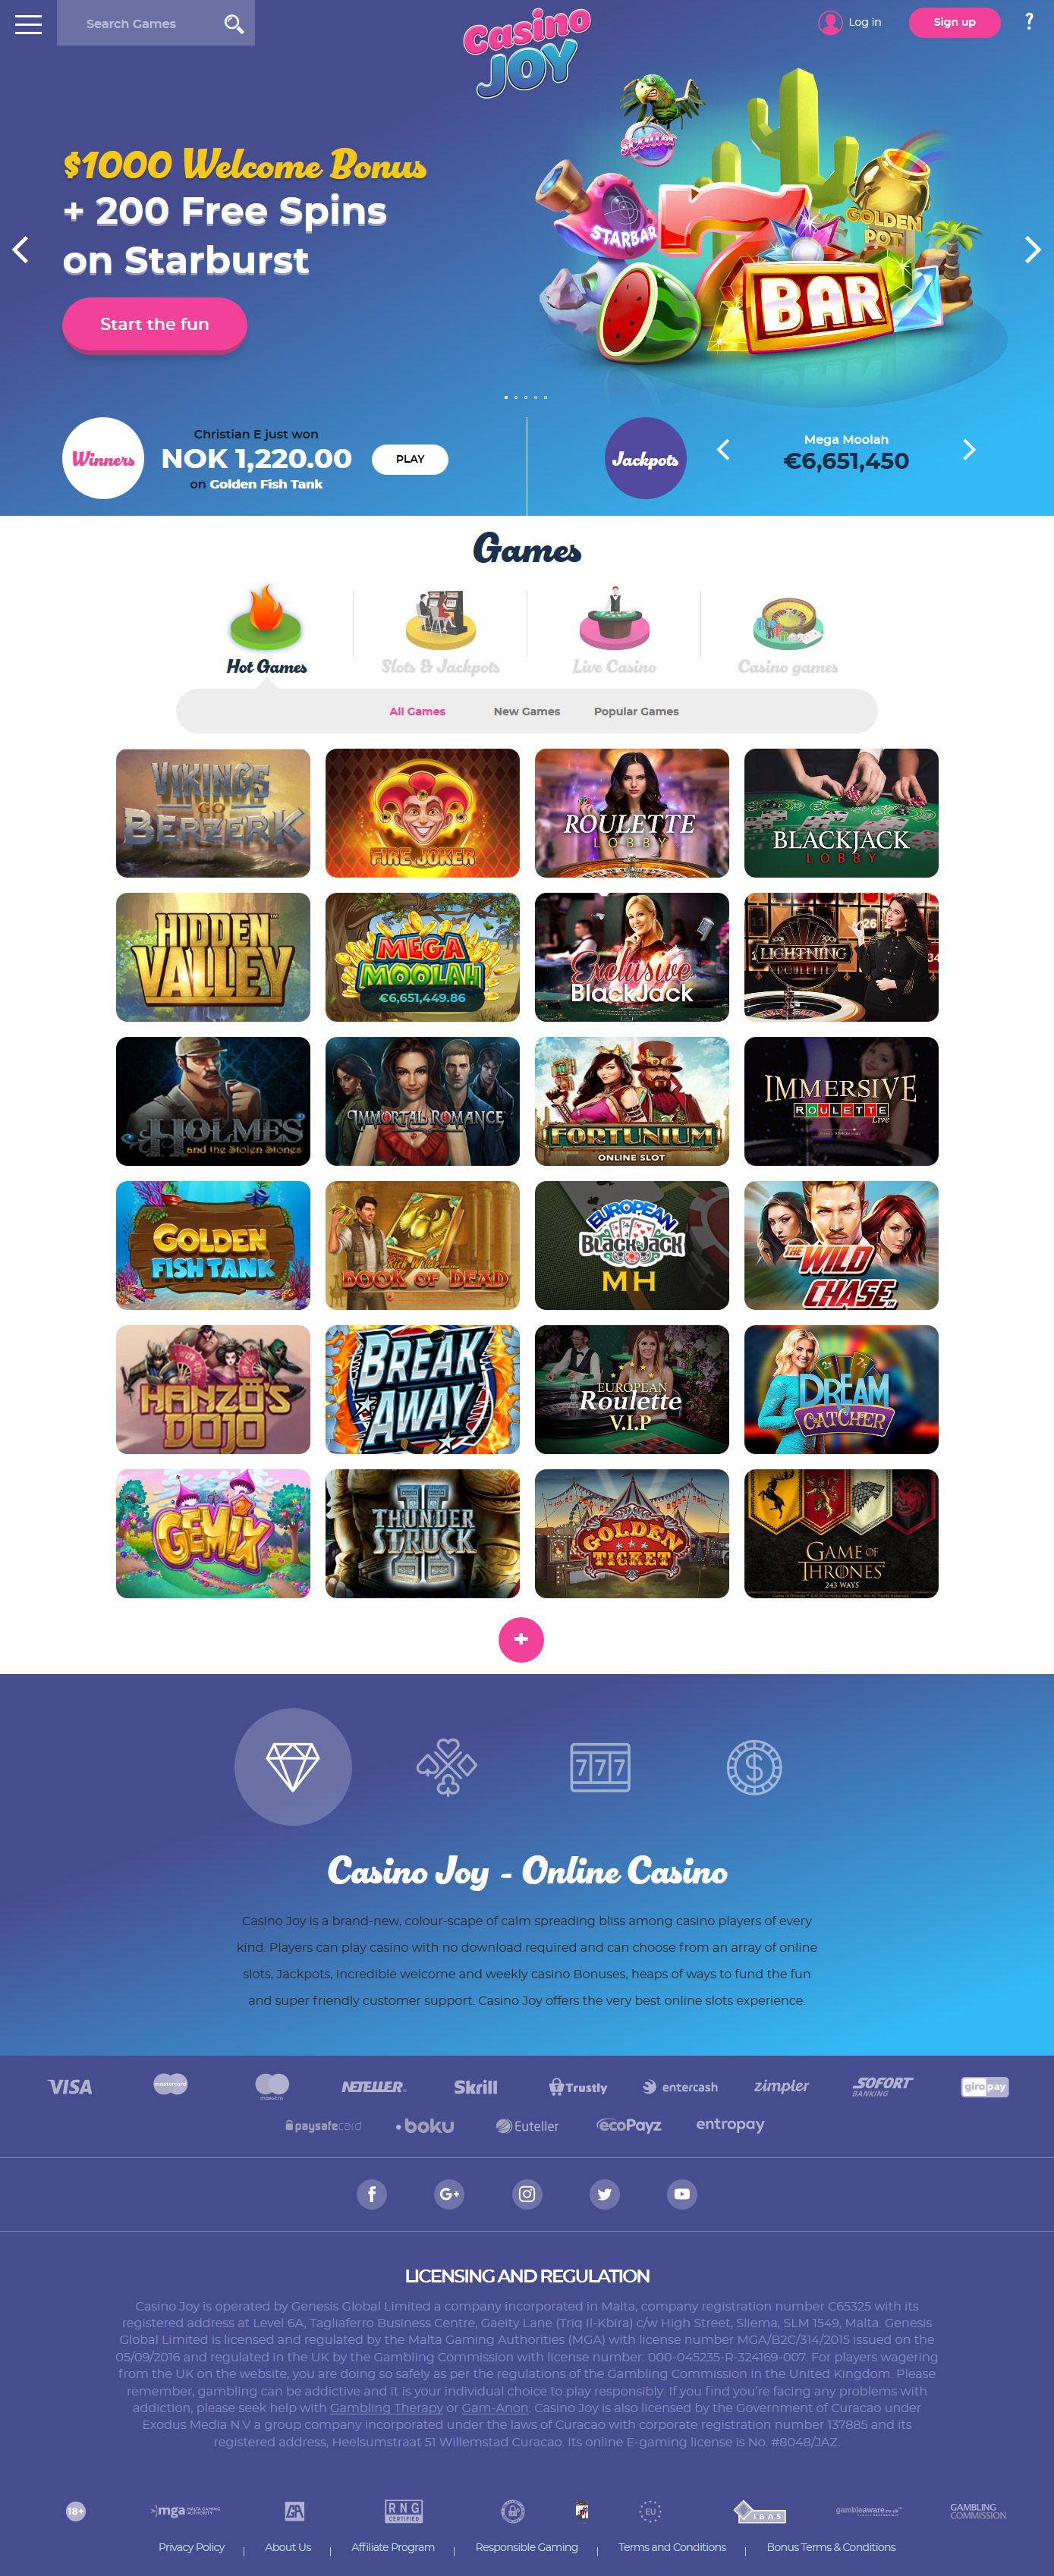 Search Games
Casino
JOY
Log in
Sign up
?
$1000 Welcome Bonus
+ 200 Free Spins
on Starburst
Start the fun
Scatter
STARBAR
7
GOLDEN
POT
BAR
Winners
Christian E just won
NOK 1,220.00
on Golden Fish Tank
PLAY
Jackpots
Mega Moolah
€6,651,450
Games
Hot Games
Slots & Jackpots
Live Casino
Casino games
All Games
New Games
Popular Games
VIKINGS
GO
BERZERK
FIRE JOKER
ROULETTE
LOBBY
BLACKJACK
LOBBY
HIDDEN
VALLEY
MEGA
MOOLAH
€6,651,449.86
Exclusive
BlackJack
LIGHTNING
ROULETTE
HOLMES
and the Stolen Stones
IMMORTAL ROMANCE
FORTUNIUM
ONLINE SLOT
IMMERSIVE
ROULETTE
Live
GOLDEN
FISH TANK
Rich Wilde and the
BOOK OF DEAD
EUROPEAN
BLACKJACK
MH
THE WILD
CHASE
HANZO'S
DOJO
BREAK
AWAY
EUROPEAN
Roulette
V.I.P
DREAM
CATCHER
GEMIX
II
THUNDER
STRUCK
GOLDEN
TICKET
GAME OF
THRONES
243 WAYS
+
777
$
Casino Joy - Online Casino
Casino Joy is a brand-new, colour-scape of calm spreading bliss among casino players of every
kind. Players can play casino with no download required and can choose from an array of online
slots, Jackpots, incredible welcome and weekly casino Bonuses, heaps of ways to fund the fun
and super friendly customer support. Casino Joy offers the very best online slots experience.
VISA
mastercard
maestro
NETELLER
Skrill
Trustly
entercash
zimpler
SOFORT
BANKING
giropay
paysafecard
boku
Euteller
ecoPayz
entropay
LICENSING AND REGULATION
Casino Joy is operated by Genesis Global Limited a company incorporated in Malta, company registration number C65325 with its
registered address at Level 6A, Tagliaferro Business Centre, Gaeity Lane (Triq Il-Kbira) c/w High Street, Sliema, SLM 1549, Malta. Genesis
Global Limited is licensed and regulated by the Malta Gaming Authorities (MGA) with license number MGA/B2C/314/2015 issued on the
05/09/2016 and regulated in the UK by the Gambling Commission with license number: 000-045235-R-324169-007. For players wagering
from the UK on the website, you are doing so safely as per the regulations of the Gambling Commission in the United Kingdom. Please
remember, gambling can be addictive and it is your individual choice to play responsibly. If you find you're facing any problems with
addiction, please seek help with Gambling Therapy or Gam-Anon. Casino Joy is also licensed by the Government of Curacao under
Exodus Media N.V a group company incorporated under the laws of Curacao with corporate registration number 137885 and its
registered address, Heelsumstraat 51 Willemstad Curacao. Its online E-gaming license is No. #8048/JAZ.
18+
mga MALTA GAMING AUTHORITY
GA
RNG
CERTIFIED
EU
IBAS
gambleaware.co.uk
GAMBLING
COMMISSION
Privacy Policy
About Us
Affiliate Program
Responsible Gaming
Terms and Conditions
Bonus Terms & Conditions